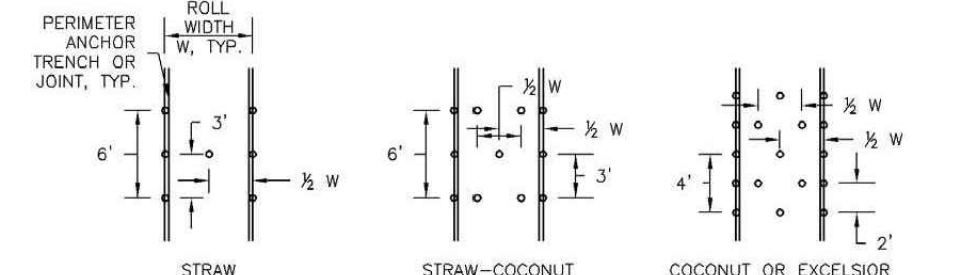 PERIMETER
ANCHOR
TRENCH OR
JOINT, TYP.
ROLL
WIDTH
W, TYP.
3'
6'
½ W
STRAW
½ W
½ W
6'
3'
STRAW-COCONUT
½ W
½ W
4'
2'
COCONUT OR EXCELSIOR